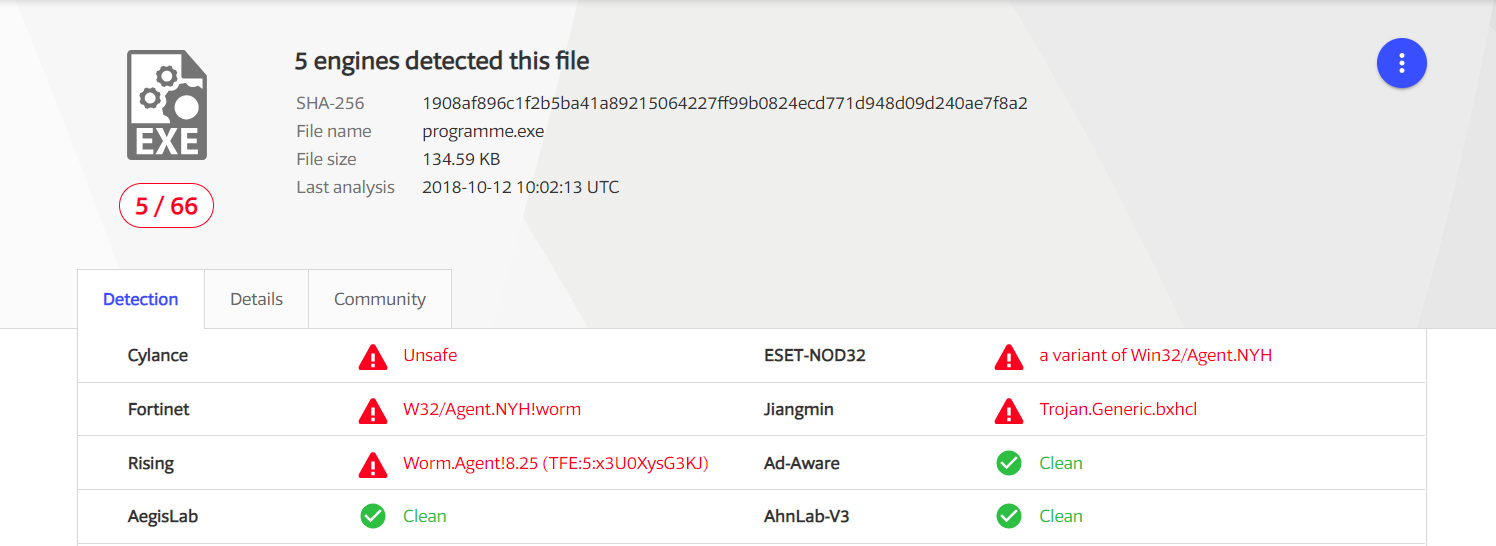 5 engines detected this file
SHA-256 1908af896c1f2b5ba41a89215064227ff99b0824ecd771d948d09d240ae7f8a2
File name programme.exe
File size 134.59 KB
Last analysis 2018-10-12 10:02:13 UTC
EXE
5 / 66
Detection Details Community
Cylance Unsafe ESET-NOD32 a variant of Win32/Agent.NYH
Fortinet W32/Agent.NYH!worm Jiangmin Trojan.Generic.bxhcl
Rising Worm.Agent!8.25 (TFE:5:x3U0XysG3KJ) Ad-Aware Clean
AegisLab Clean AhnLab-V3 Clean